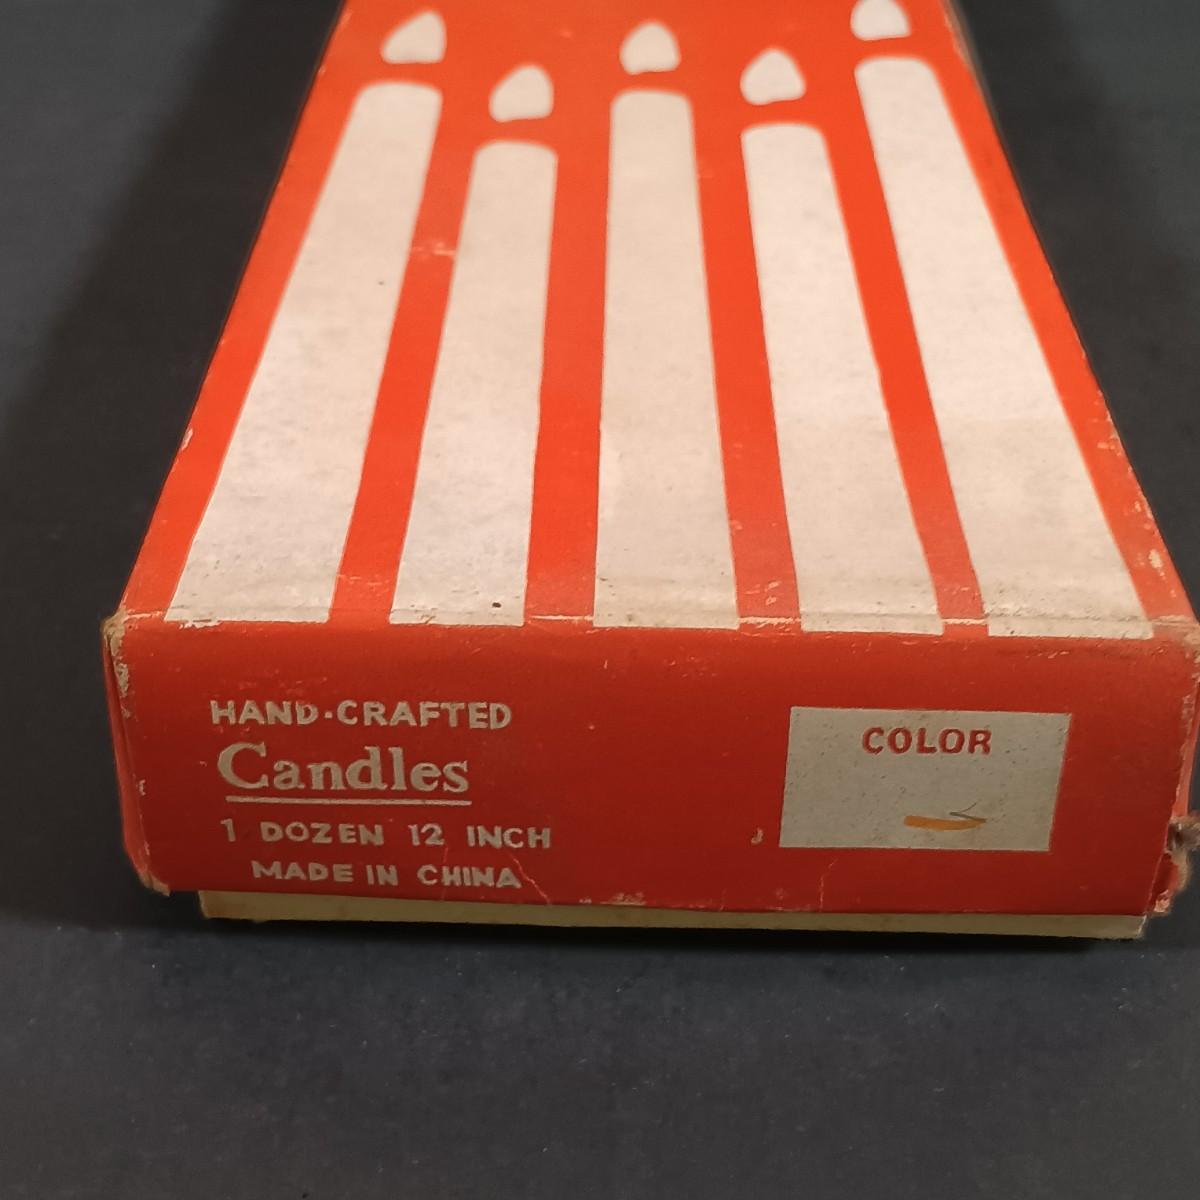 HAND-CRAFTED
Candles
1 DOZEN 12 INCH
MADE IN CHINA
COLOR